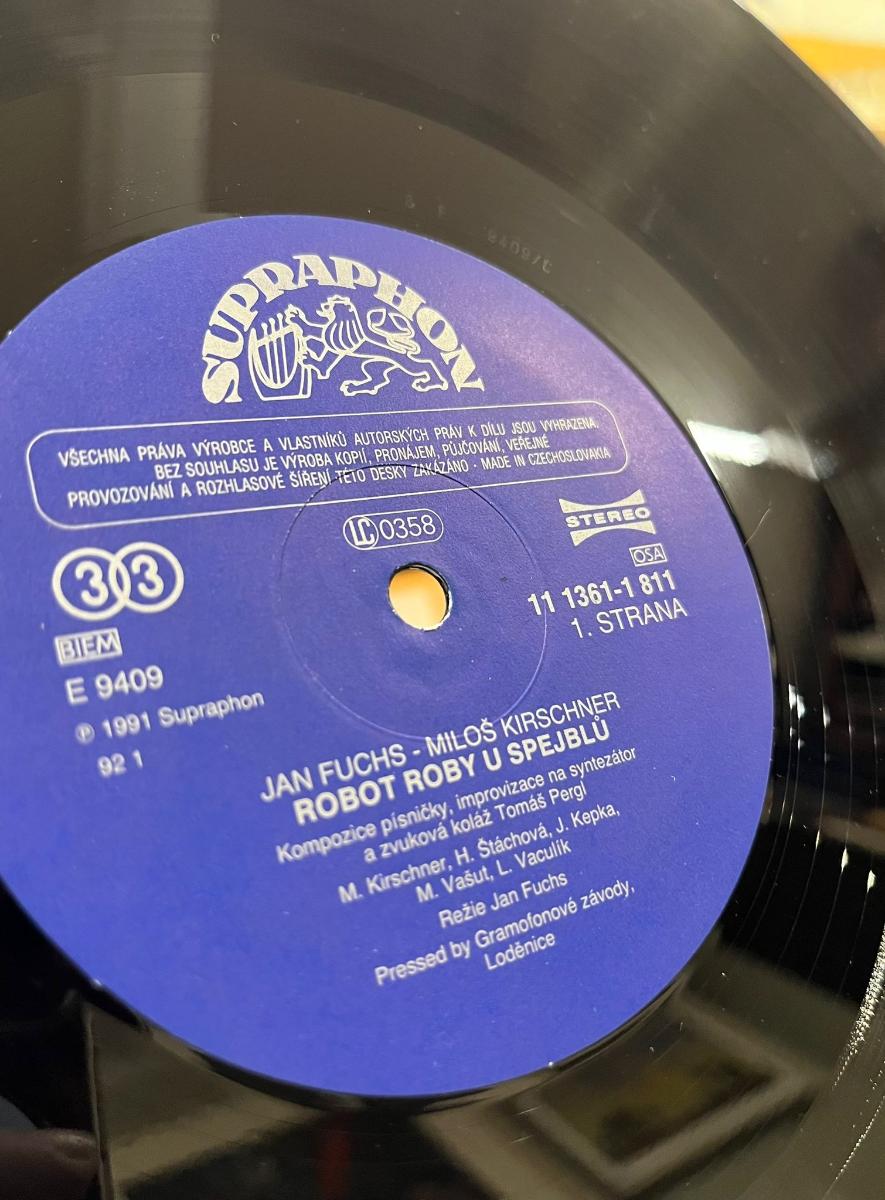 SUPRAPHON
VŠECHNA PRÁVA VÝROBCE A VLASTNÍKŮ AUTORSKÝCH PRÁV K DÍLU JSOU VYHRAZENA.
BEZ SOUHLASU JE VÝROBA KOPIÍ, PRONÁJEM, PŮJČOVÁNÍ, VEŘEJNÉ
PROVOZOVÁNÍ A ROZHLASOVÉ ŠÍŘENÍ TÉTO DESKY ZAKÁZÁNO · MADE IN CZECHOSLOVAKIA
LC 0358
STEREO
33
OSA
BIEM
11 1361-1 811
E 9409
1. STRANA
℗ 1991 Supraphon
92 1
JAN FUCHS - MILOŠ KIRSCHNER
ROBOT ROBY U SPEJBLŮ
Kompozice písničky, improvizace na syntezátor
a zvuková koláž Tomáš Pergl
M. Kirschner, H. Štáchová, J. Kepka,
M. Vašut, L. Vaculík
Režie Jan Fuchs
Pressed by Gramofonové závody,
Loděnice